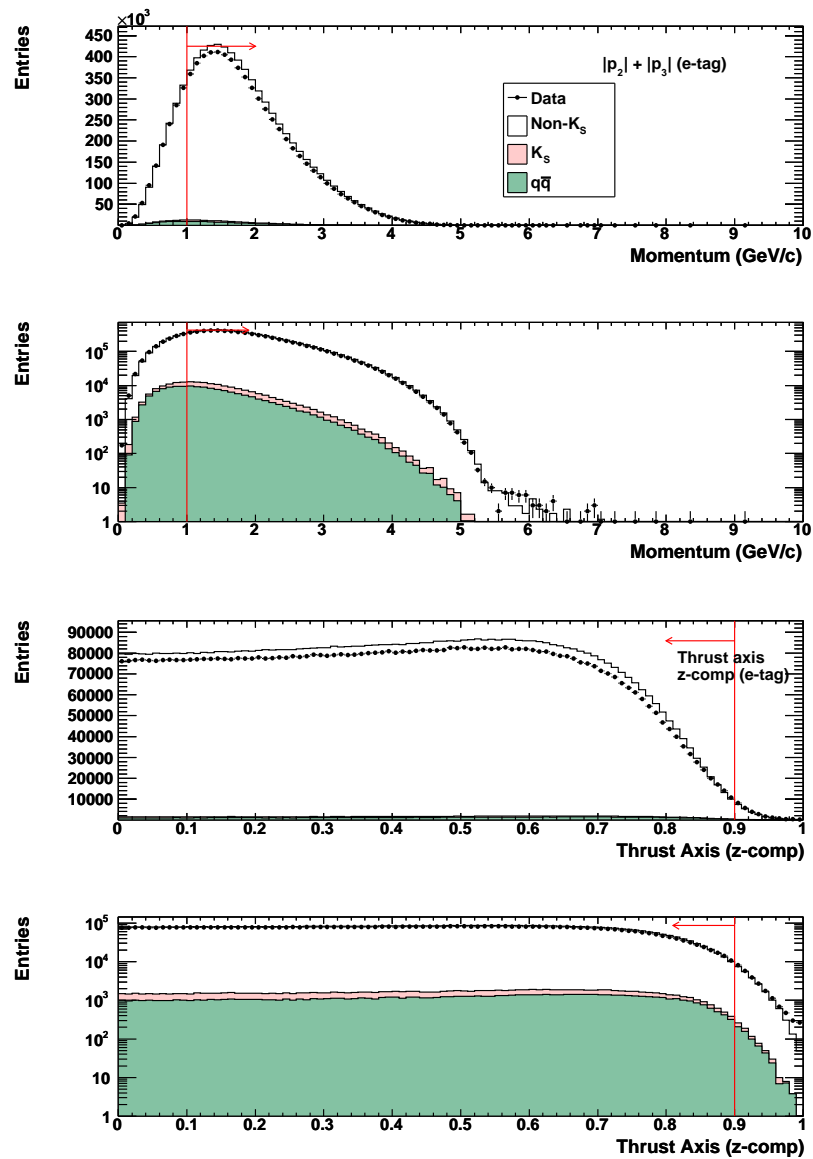 ×10³
Entries
450
400
350
300
250
200
150
100
50
|p₂| + |p₃| (e-tag)
Data
Non-K_S
K_S
qq̅
0 1 2 3 4 5 6 7 8 9 10
Momentum (GeV/c)
Entries
10⁵
10⁴
10³
10²
10
1
0 1 2 3 4 5 6 7 8 9 10
Momentum (GeV/c)
Entries
90000
80000
70000
60000
50000
40000
30000
20000
10000
Thrust axis
z-comp (e-tag)
0 0.1 0.2 0.3 0.4 0.5 0.6 0.7 0.8 0.9 1
Thrust Axis (z-comp)
Entries
10⁵
10⁴
10³
10²
10
1
0 0.1 0.2 0.3 0.4 0.5 0.6 0.7 0.8 0.9 1
Thrust Axis (z-comp)